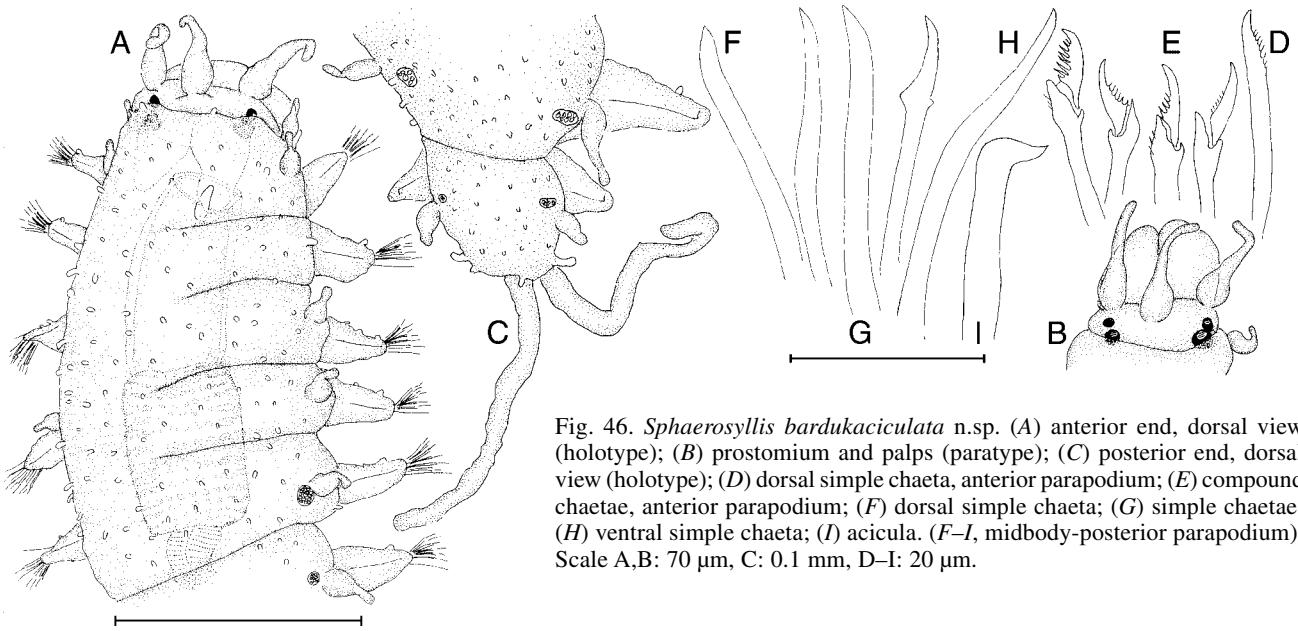 A
F
H
E
D
C
G
I
B
Fig. 46. Sphaerosyllis bardukaciculata n.sp. (A) anterior end, dorsal view
(holotype); (B) prostomium and palps (paratype); (C) posterior end, dorsal
view (holotype); (D) dorsal simple chaeta, anterior parapodium; (E) compound
chaetae, anterior parapodium; (F) dorsal simple chaeta; (G) simple chaetae
(H) ventral simple chaeta; (I) acicula. (F–I, midbody-posterior parapodium)
Scale A,B: 70 µm, C: 0.1 mm, D–I: 20 µm.